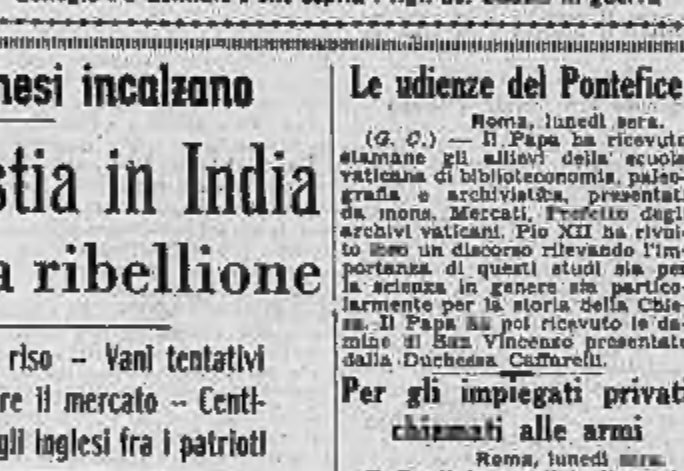 nesi incalzano
stia in India
a ribellione
riso – Vani tentativi
re il mercato – Centi-
gli inglesi fra i patrioti
Le udienze del Pontefice
Roma, lunedì sera.
(G. C.) — Il Papa ha ricevuto
stamane gli allievi della scuola
vaticana di biblioteconomia, paleo-
grafia e archivistica, presentati
da mons. Mercati, Prefetto degli
archivi vaticani. Pio XII ha rivol-
to loro un discorso rilevando l'im-
portanza di questi studi sia per
la scienza in genere sia partico-
larmente per la storia della Chie-
sa. Il Papa ha poi ricevuto le da-
mine di San Vincenzo presentate
dalla Duchessa Caffarelli.
Per gli impiegati privati
chiamati alle armi
Roma, lunedì sera.